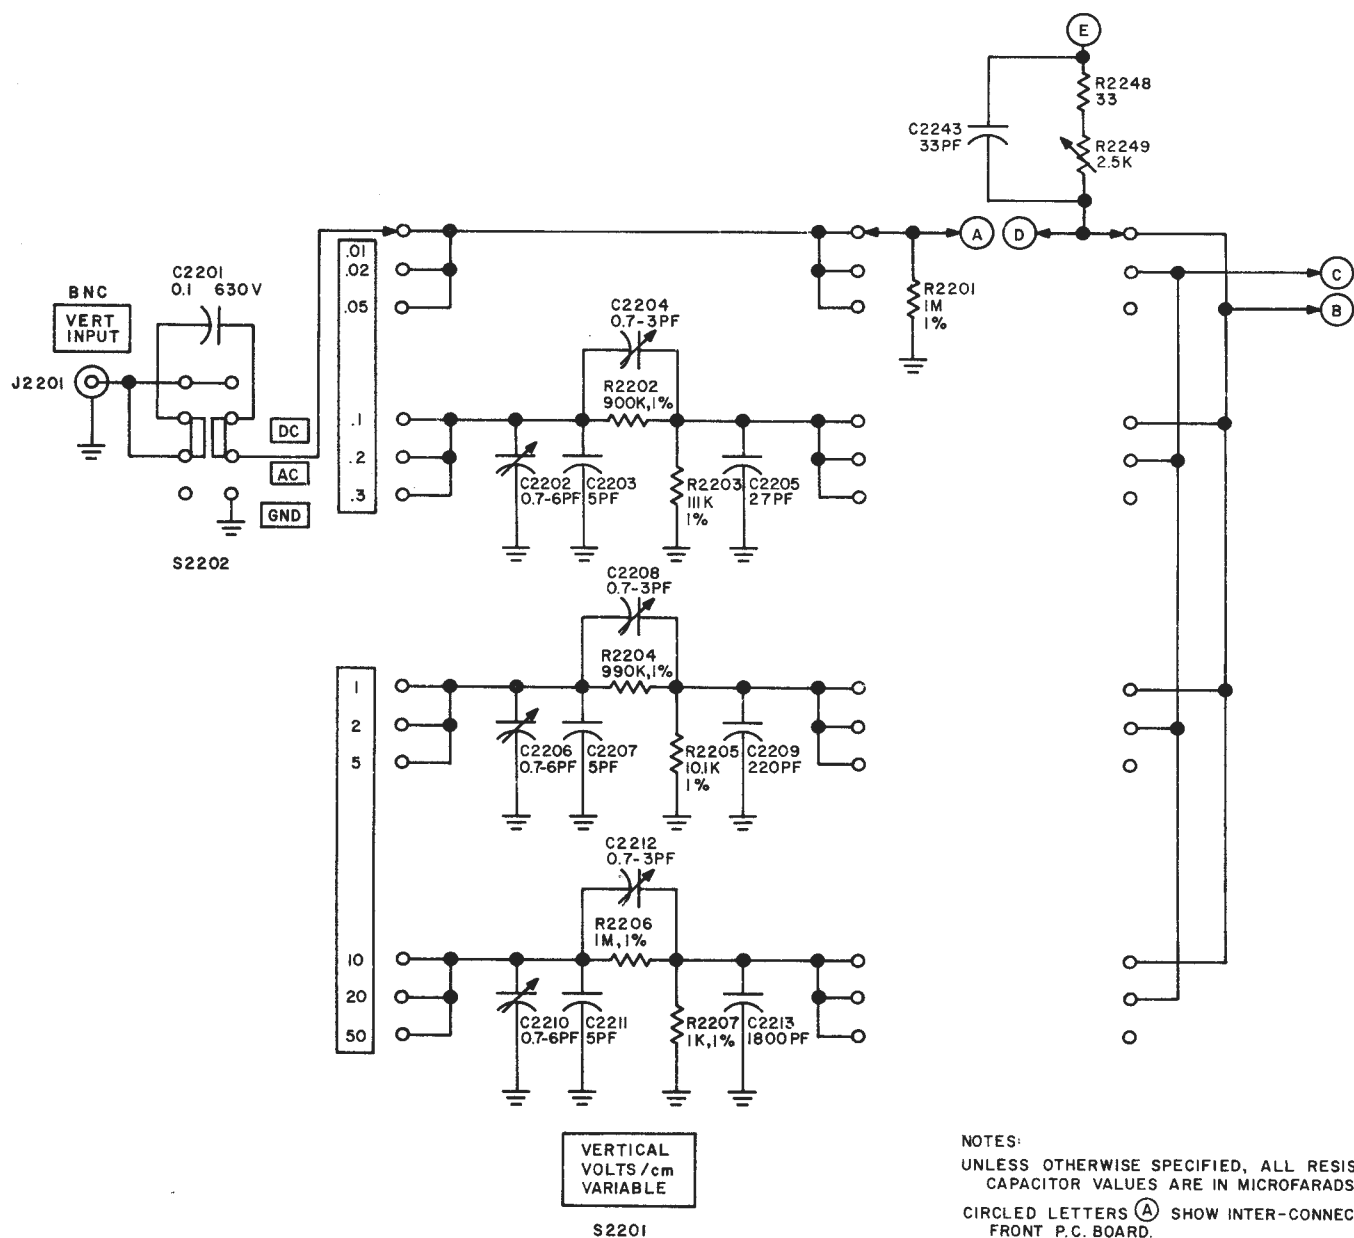 E
R2248
33
C2243
33PF
R2249
2.5K
A
D
.01
.02
.05
C2201
0.1 630V
BNC
VERT
INPUT
J2201
C2204
0.7-3PF
R2201
1M
1%
C
B
R2202
900K,1%
.1
.2
.3
DC
AC
GND
S2202
C2202
0.7-6PF
C2203
5PF
R2203
111K
1%
C2205
27PF
C2208
0.7-3PF
R2204
990K,1%
1
2
5
C2206
0.7-6PF
C2207
5PF
R2205
10.1K
1%
C2209
220PF
C2212
0.7-3PF
R2206
1M,1%
10
20
50
C2210
0.7-6PF
C2211
5PF
R2207
1K,1%
C2213
1800PF
VERTICAL
VOLTS/cm
VARIABLE
S2201
NOTES:
UNLESS OTHERWISE SPECIFIED, ALL RESIS
CAPACITOR VALUES ARE IN MICROFARADS
CIRCLED LETTERS A SHOW INTER-CONNEC
FRONT P.C. BOARD.